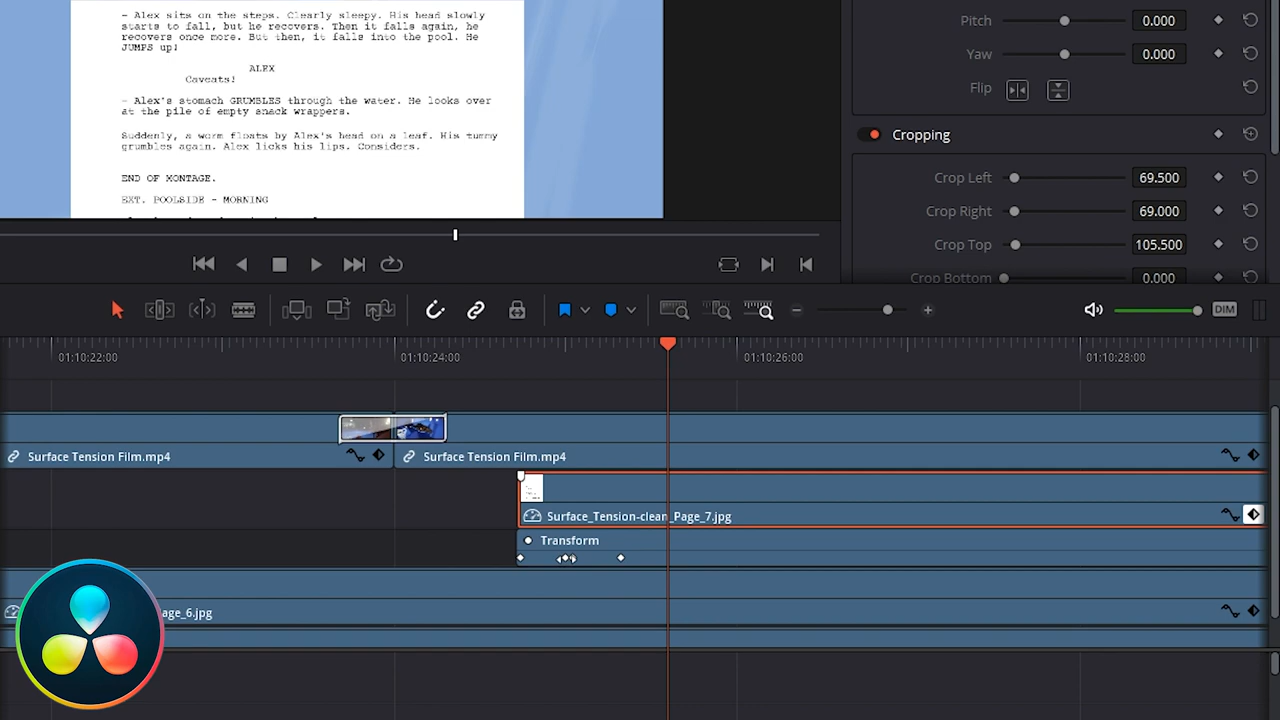 - Alex sits on the steps. Clearly sleepy. His head slowly
starts to fall, but he recovers. Then it falls again, he
recovers once more. But then, it falls into the pool. He
JUMPS up!
ALEX
Caveats!
- Alex's stomach GRUMBLES through the water. He looks over
at the pile of empty snack wrappers.
Suddenly, a worm floats by Alex's head on a leaf. His tummy
grumbles again. Alex licks his lips. Considers.
END OF MONTAGE.
EXT. POOLSIDE - MORNING
Pitch 0.000
Yaw 0.000
Flip
Cropping
Crop Left 69.500
Crop Right 69.000
Crop Top 105.500
Crop Bottom 0.000
DIM
01:10:22:00 01:10:24:00 01:10:26:00 01:10:28:00
Surface Tension Film.mp4 Surface Tension Film.mp4
Surface_Tension-clean_Page_7.jpg
Transform
age_6.jpg